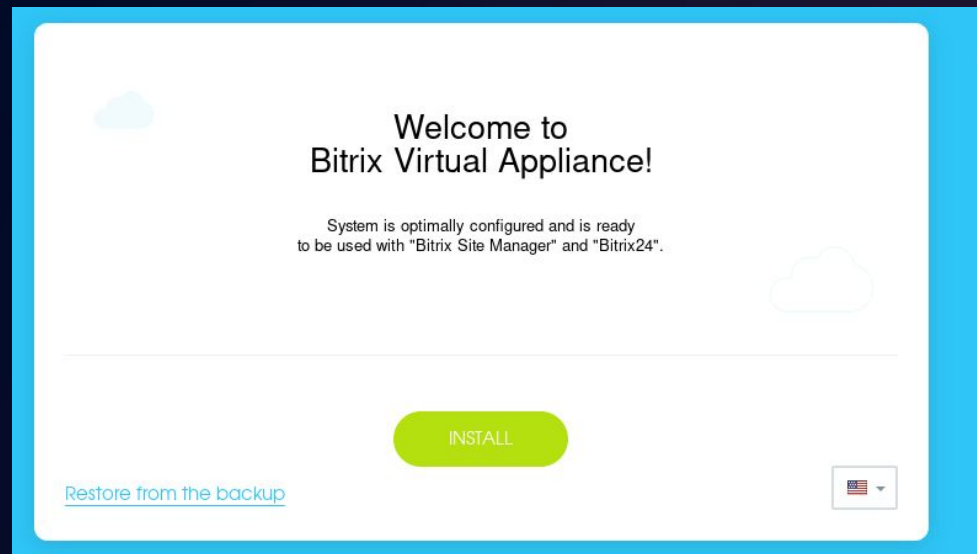 Welcome to
Bitrix Virtual Appliance!
System is optimally configured and is ready
to be used with "Bitrix Site Manager" and "Bitrix24".
INSTALL
Restore from the backup